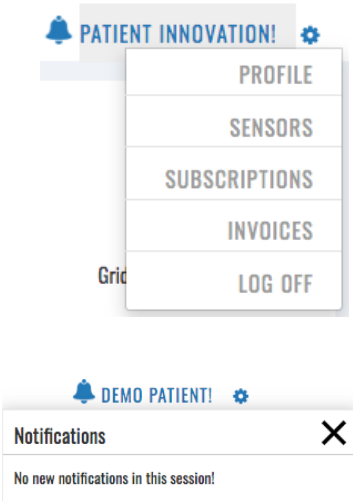 PATIENT INNOVATION!
PROFILE
SENSORS
SUBSCRIPTIONS
INVOICES
Grid
LOG OFF
DEMO PATIENT!
Notifications
No new notifications in this session!